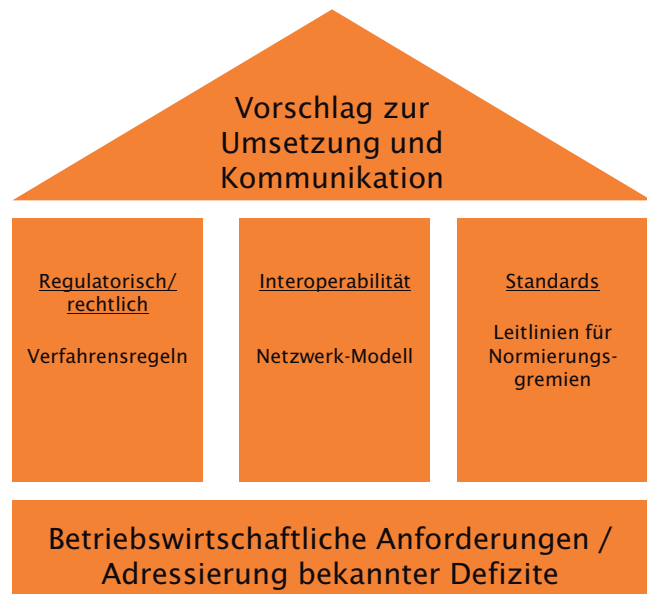 Vorschlag zur
Umsetzung und
Kommunikation
Regulatorisch/
rechtlich
Verfahrensregeln
Interoperabilität
Netzwerk-Modell
Standards
Leitlinien für
Normierungs-
gremien
Betriebswirtschaftliche Anforderungen /
Adressierung bekannter Defizite